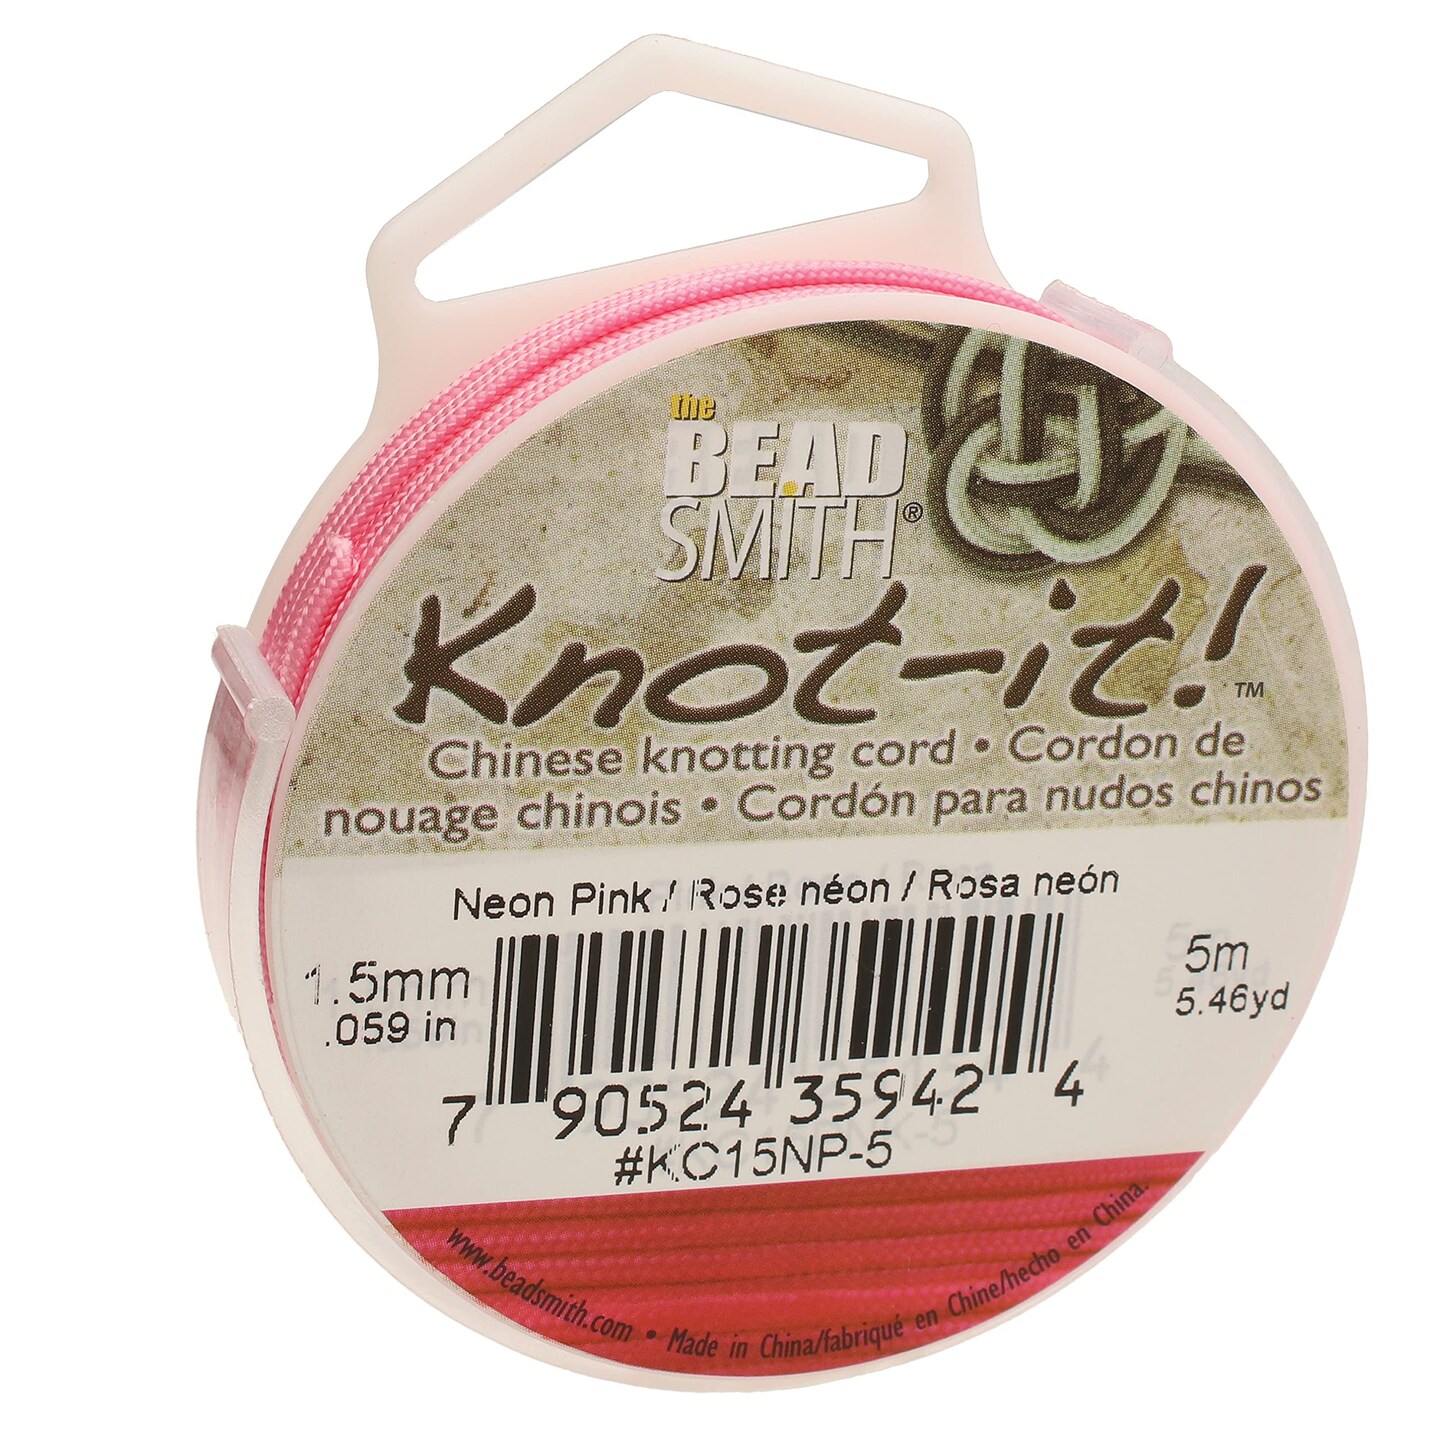 the
BEAD
SMITH®
Knot-it!™
Chinese knotting cord • Cordon de
nouage chinois • Cordón para nudos chinos
Neon Pink / Rose néon / Rosa neón
1.5mm
.059 in
5m
5.46yd
7 90524 35942 4
#KC15NP-5
www.beadsmith.com • Made in China/fabriqué en Chine/hecho en China.